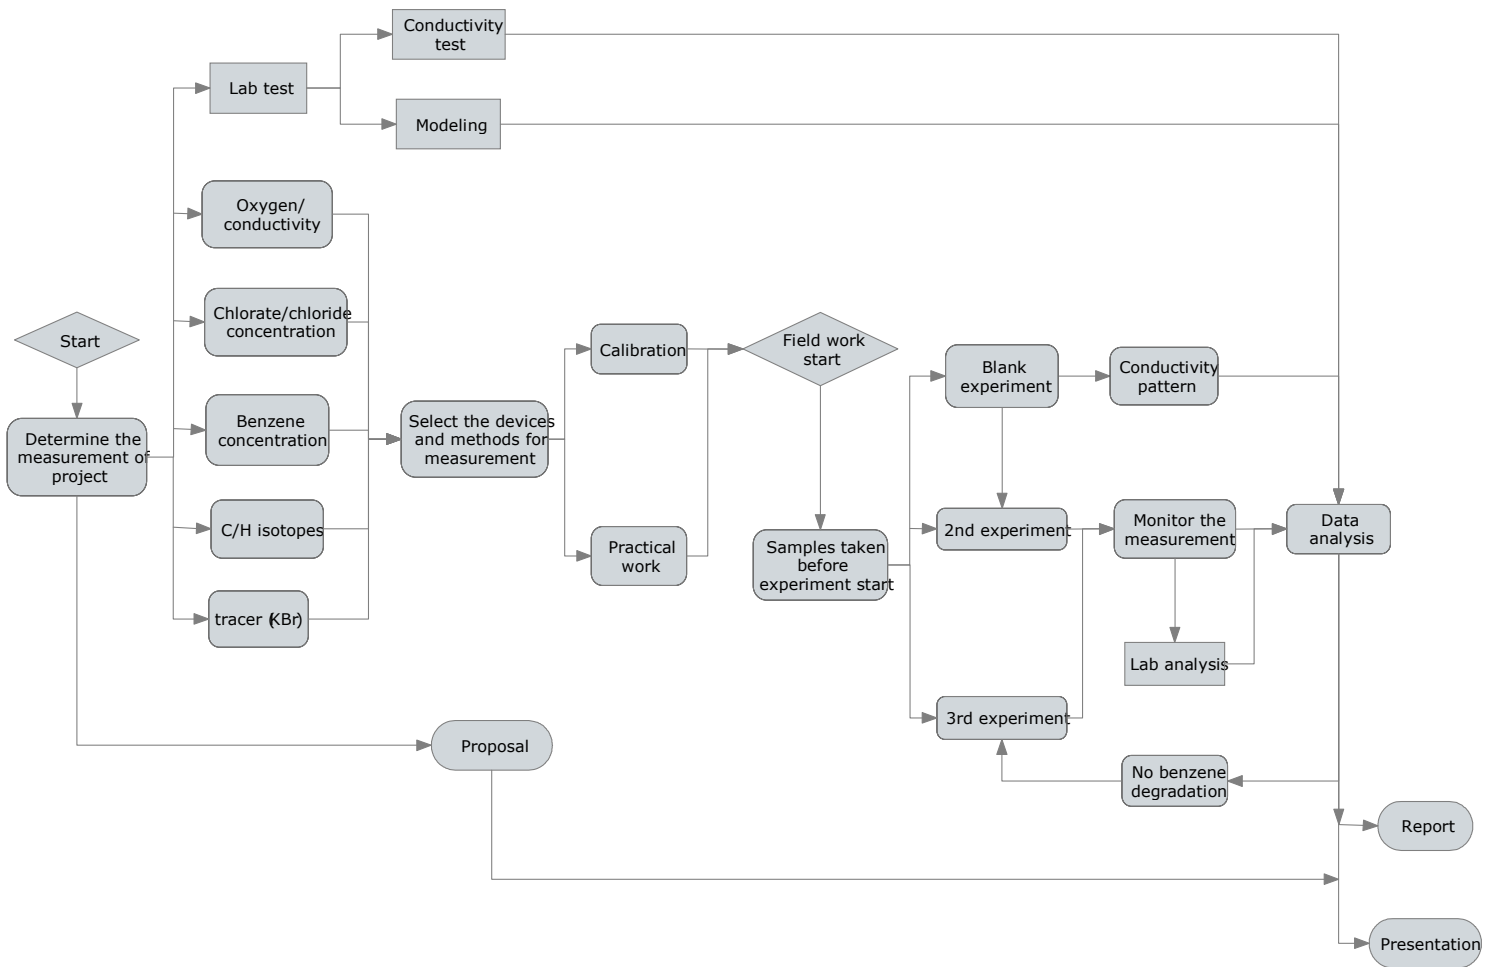 Conductivity
test
Lab test
Modeling
Oxygen/
conductivity
Chlorate/chloride
concentration
Start
Field work
start
Calibration
Blank
experiment
Conductivity
pattern
Benzene
concentration
Select the devices
and methods for
measurement
Determine the
measurement of
project
C/H isotopes
2nd experiment
Monitor the
measurement
Data
analysis
Practical
work
Samples taken
before
experiment start
tracer (KBr)
Lab analysis
3rd experiment
Proposal
No benzene
degradation
Report
Presentation